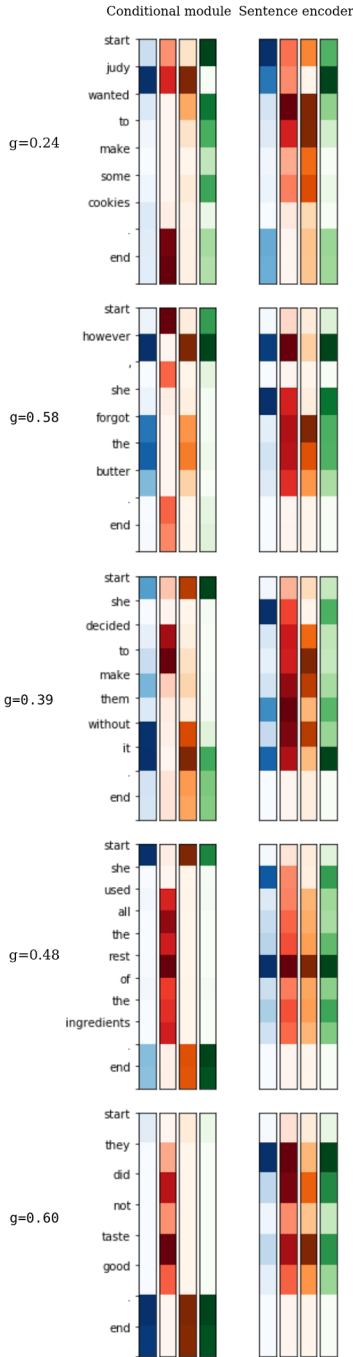 Conditional module Sentence encoder
start
judy
wanted
to
g=0.24
make
some
cookies
.
end
start
however
,
she
g=0.58
forgot
the
butter
.
end
start
she
decided
to
make
g=0.39
them
without
it
.
end
start
she
used
all
the
g=0.48
rest
of
the
ingredients
.
end
start
they
did
g=0.60
not
taste
good
.
end